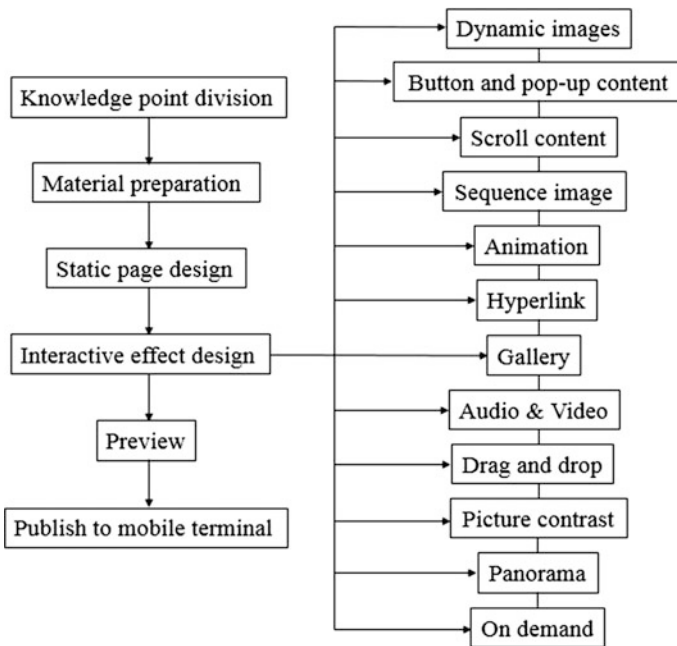 Knowledge point division
Material preparation
Static page design
Interactive effect design
Preview
Publish to mobile terminal
Dynamic images
Button and pop-up content
Scroll content
Sequence image
Animation
Hyperlink
Gallery
Audio & Video
Drag and drop
Picture contrast
Panorama
On demand